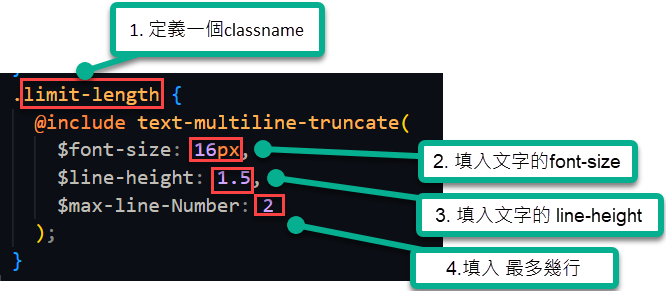 1. 定義一個classname
.limit-length {
@include text-multiline-truncate(
$font-size: 16px,
$line-height: 1.5,
$max-line-Number: 2
);
}
2. 填入文字的font-size
3. 填入文字的 line-height
4.填入 最多幾行